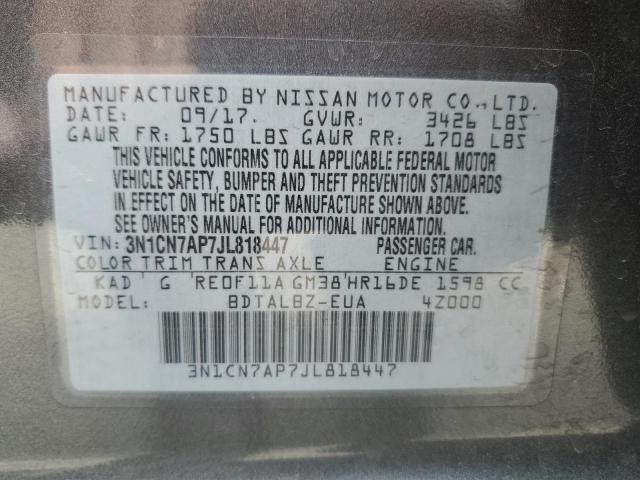 MANUFACTURED BY NISSAN MOTOR CO.,LTD.
DATE: 09/17. GVWR: 3426 LBS
GAWR FR: 1750 LBS GAWR RR: 1708 LBS
THIS VEHICLE CONFORMS TO ALL APPLICABLE FEDERAL MOTOR
VEHICLE SAFETY, BUMPER AND THEFT PREVENTION STANDARDS
IN EFFECT ON THE DATE OF MANUFACTURE SHOWN ABOVE.
SEE OWNER'S MANUAL FOR ADDITIONAL INFORMATION.
VIN: 3N1CN7AP7JL818447 PASSENGER CAR.
COLOR TRIM TRANS AXLE ENGINE
KAD G RE0F11A GM38 HR16DE 1598 CC
MODEL: BDTALBZ-EUA 4Z000
3N1CN7AP7JL818447